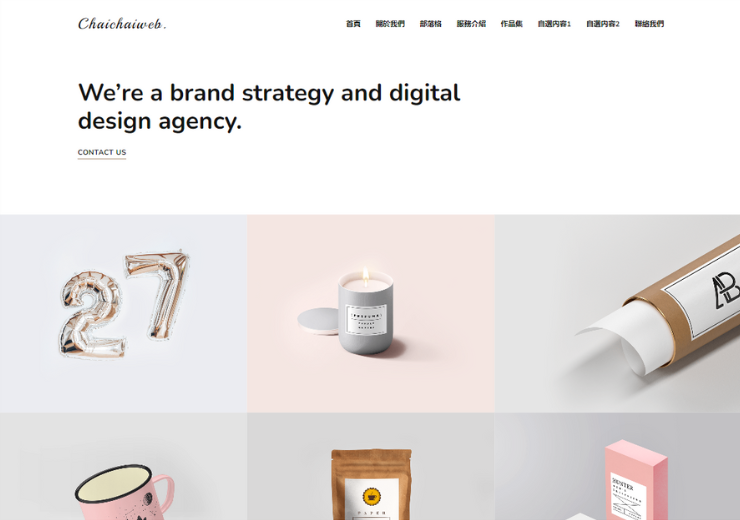 Chaichaiweb.
首頁 關於我們 部落格 服務介紹 作品集 自選內容1 自選內容2 聯絡我們
We're a brand strategy and digital
design agency.
CONTACT US
27
HUNTER